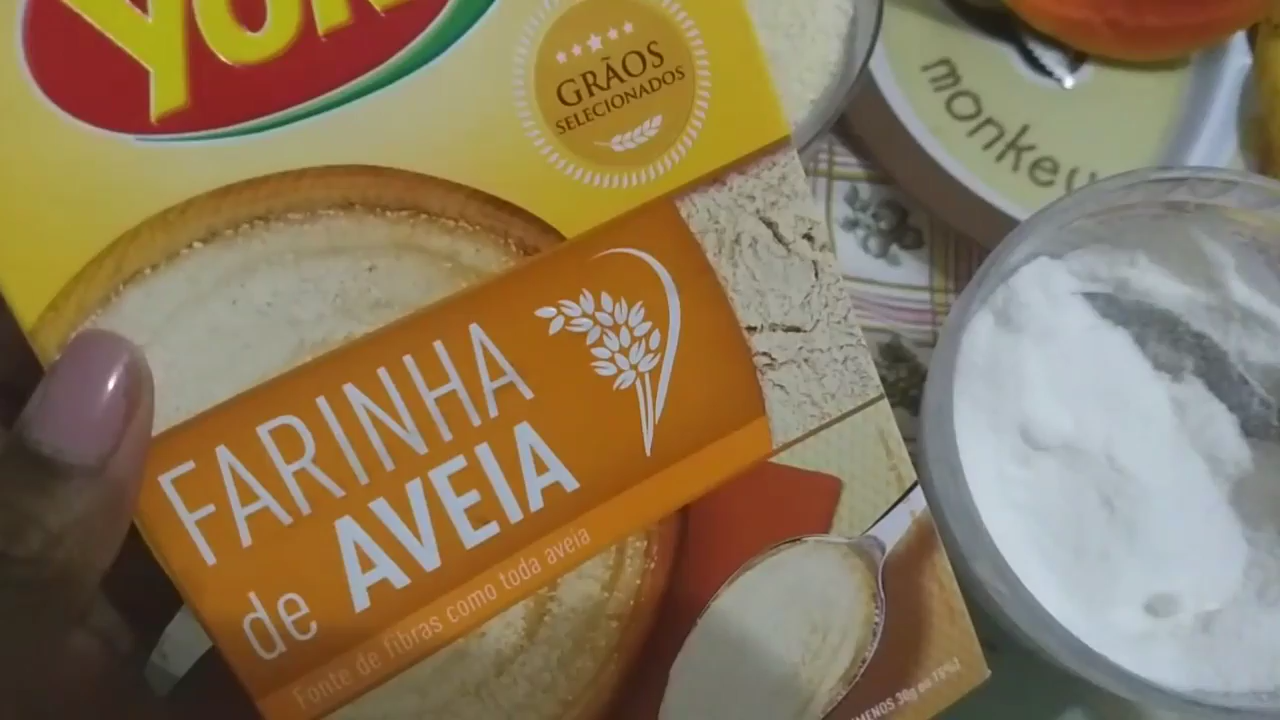 GRÃOS
SELECIONADOS
monkey
FARINHA
de AVEIA
Fonte de fibras como toda aveia